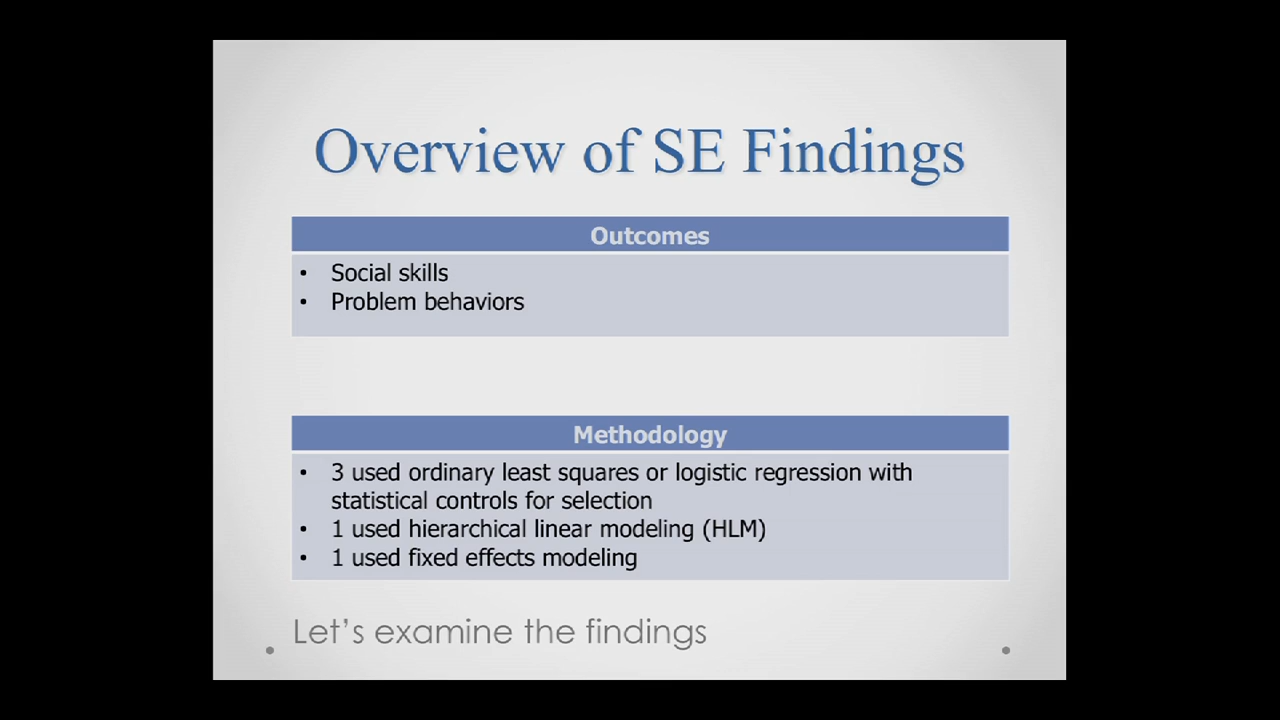 Overview of SE Findings
Outcomes
• Social skills
• Problem behaviors
Methodology
• 3 used ordinary least squares or logistic regression with
statistical controls for selection
• 1 used hierarchical linear modeling (HLM)
• 1 used fixed effects modeling
Let's examine the findings